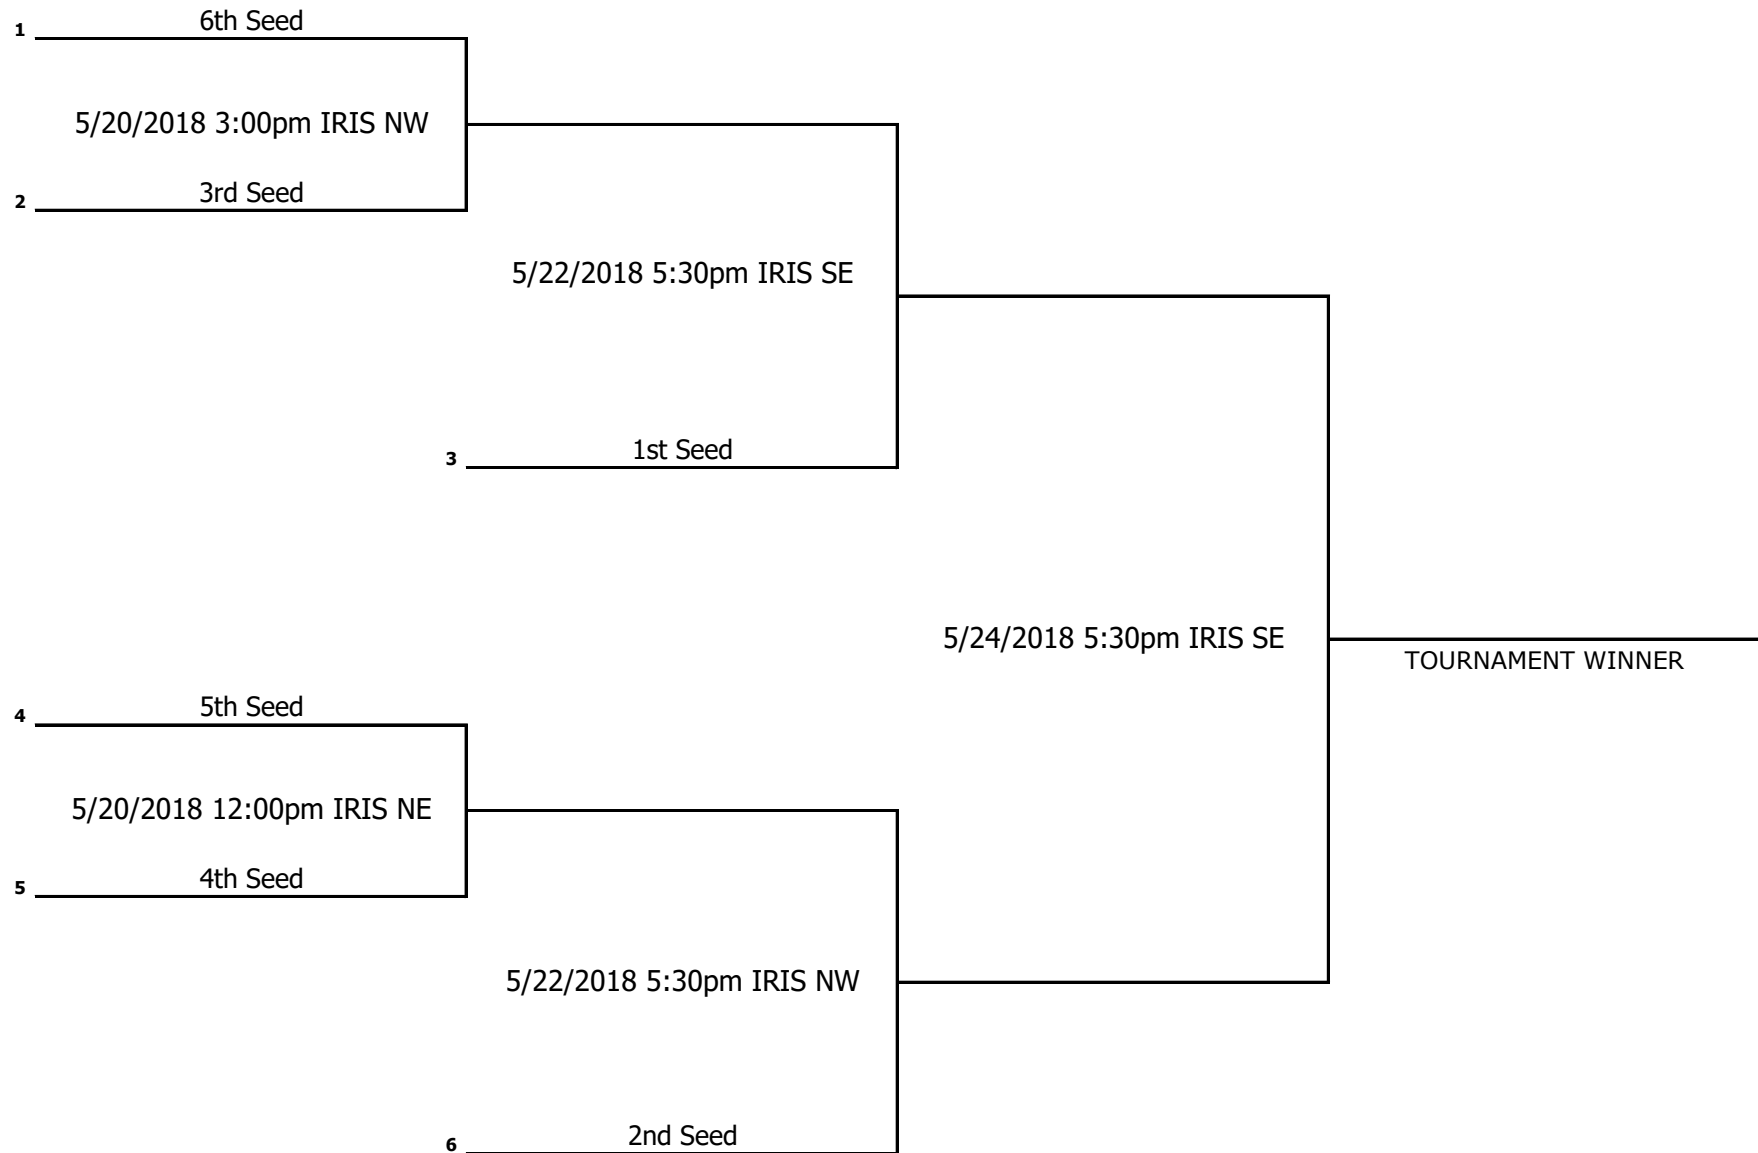 1 6th Seed
5/20/2018 3:00pm IRIS NW
2 3rd Seed
5/22/2018 5:30pm IRIS SE
3 1st Seed
5/24/2018 5:30pm IRIS SE
TOURNAMENT WINNER
4 5th Seed
5/20/2018 12:00pm IRIS NE
5 4th Seed
5/22/2018 5:30pm IRIS NW
6 2nd Seed